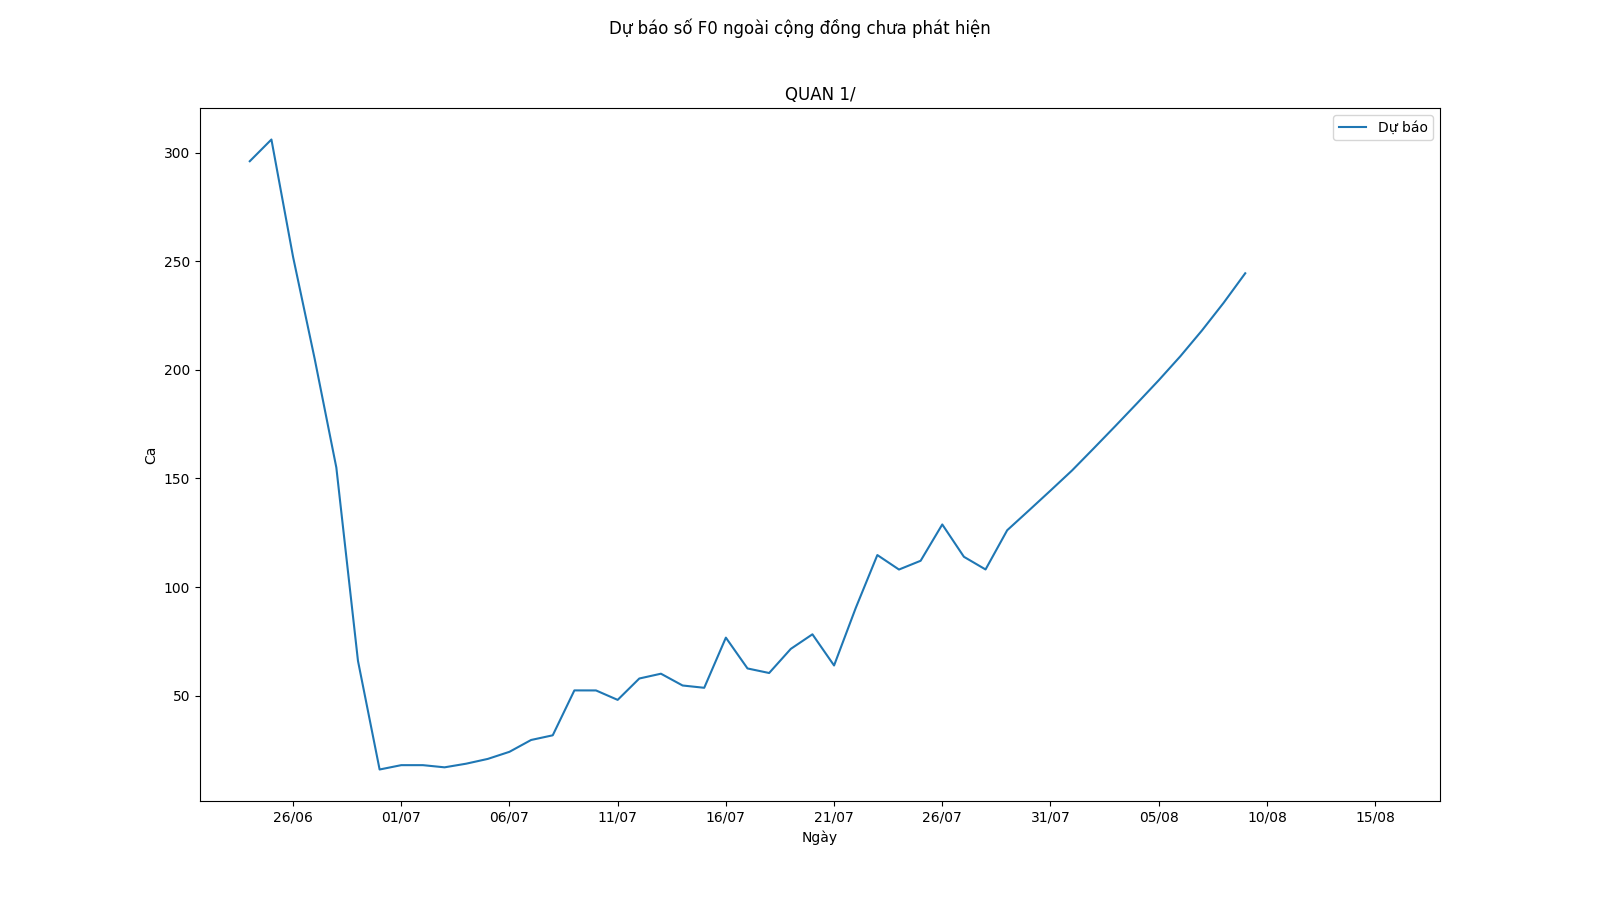 Dự báo số F0 ngoài cộng đồng chưa phát hiện
QUAN 1/
Dự báo
300
250
200
150
100
50
Ca
26/06 01/07 06/07 11/07 16/07 21/07 26/07 31/07 05/08 10/08 15/08
Ngày